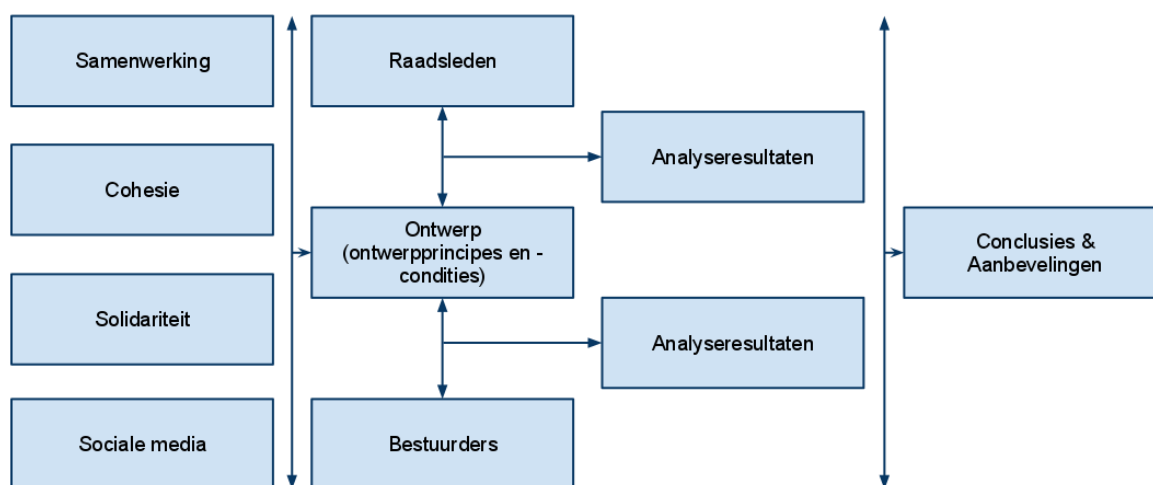 Samenwerking
Cohesie
Solidariteit
Sociale media
Raadsleden
Ontwerp
(ontwerpprincipes en -
condities)
Bestuurders
Analyseresultaten
Analyseresultaten
Conclusies &
Aanbevelingen